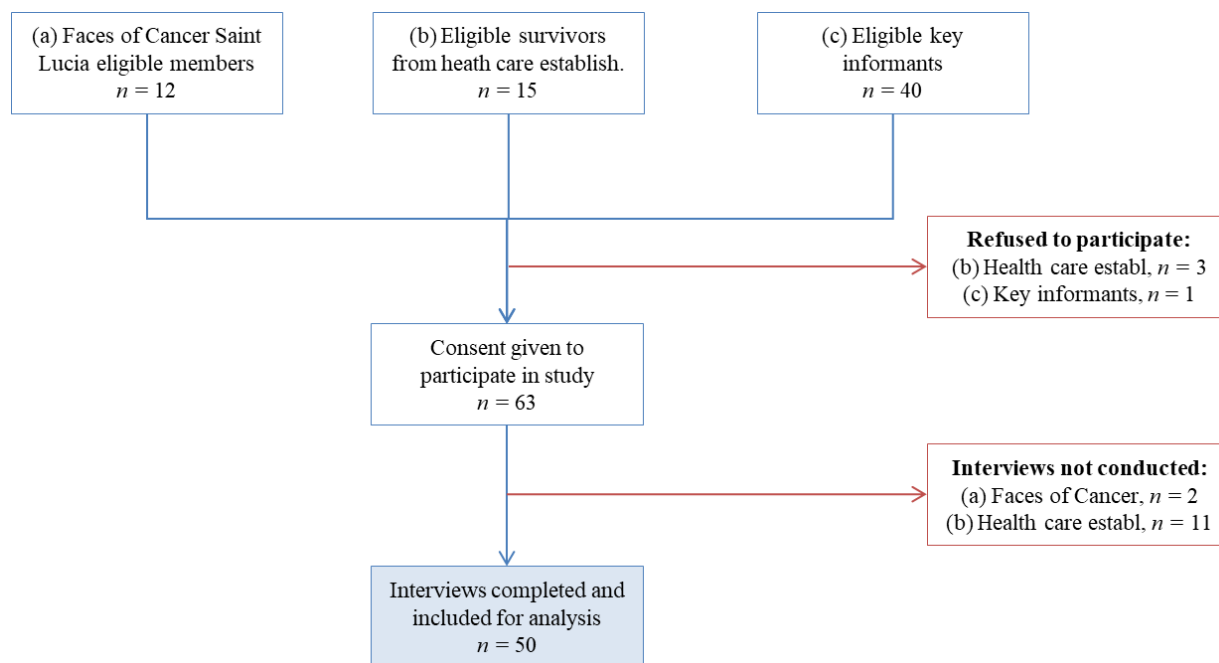 (a) Faces of Cancer Saint
Lucia eligible members
n = 12
(b) Eligible survivors
from heath care establish.
n = 15
(c) Eligible key
informants
n = 40
Refused to participate:
(b) Health care establ, n = 3
(c) Key informants, n = 1
Consent given to
participate in study
n = 63
Interviews not conducted:
(a) Faces of Cancer, n = 2
(b) Health care establ, n = 11
Interviews completed and
included for analysis
n = 50